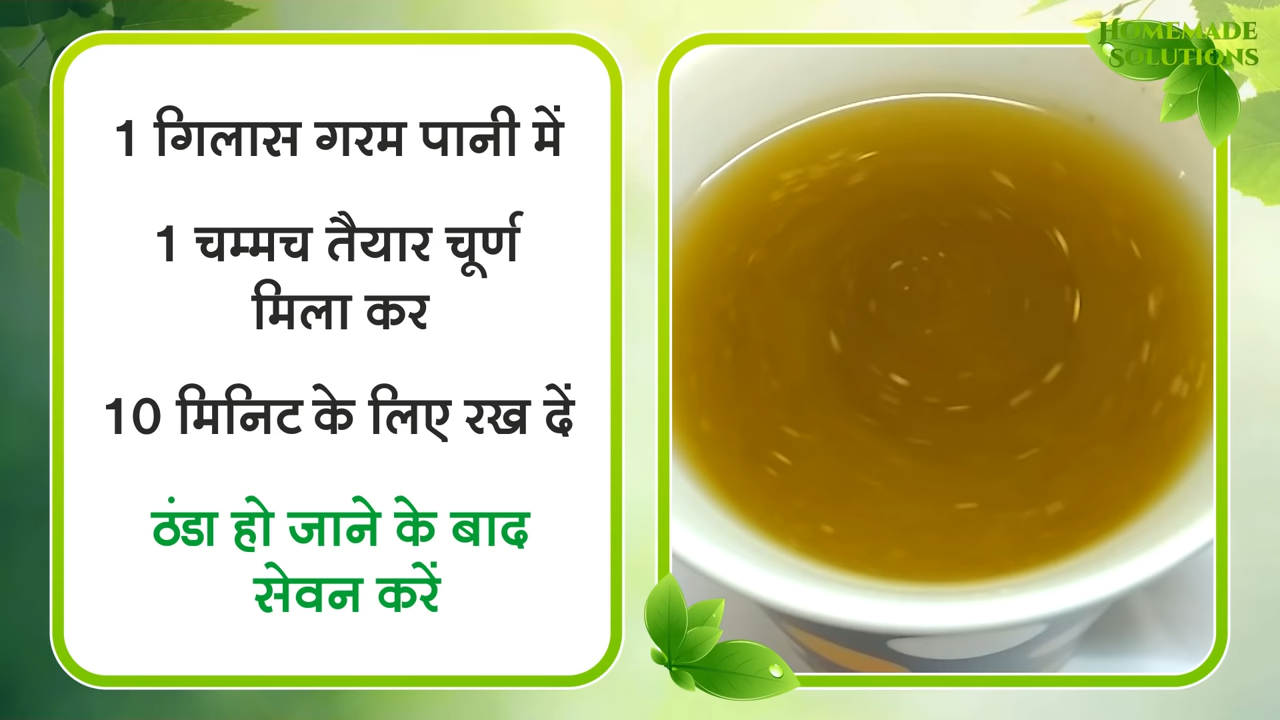 1 गिलास गरम पानी में
1 चम्मच तैयार चूर्ण
मिला कर
10 मिनिट के लिए रख दें
ठंडा हो जाने के बाद
सेवन करें
HOMEMADE
SOLUTIONS